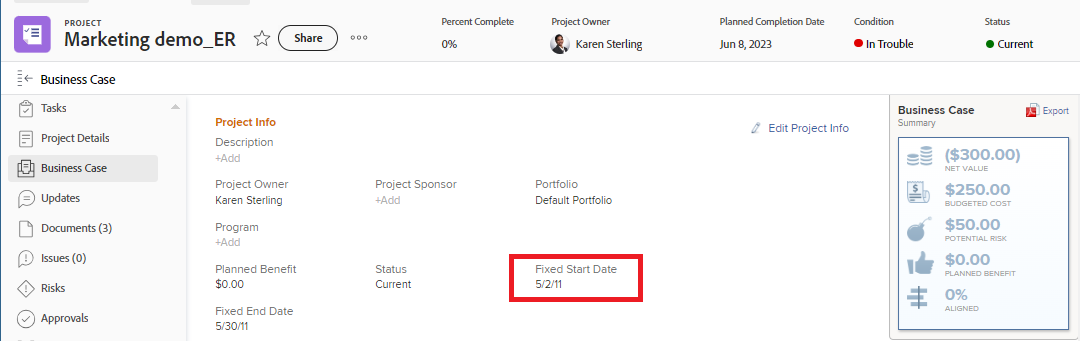 PROJECT
Marketing demo_ER
Share
Percent Complete
0%
Project Owner
Karen Sterling
Planned Completion Date
Jun 8, 2023
Condition
In Trouble
Status
Current
Business Case
Tasks
Project Details
Business Case
Updates
Documents (3)
Issues (0)
Risks
Approvals
Project Info
Edit Project Info
Description
+Add
Project Owner
Karen Sterling
Project Sponsor
+Add
Portfolio
Default Portfolio
Program
+Add
Planned Benefit
$0.00
Status
Current
Fixed Start Date
5/2/11
Fixed End Date
5/30/11
Business Case
Export
Summary
($300.00)
NET VALUE
$250.00
BUDGETED COST
$50.00
POTENTIAL RISK
$0.00
PLANNED BENEFIT
0%
ALIGNED